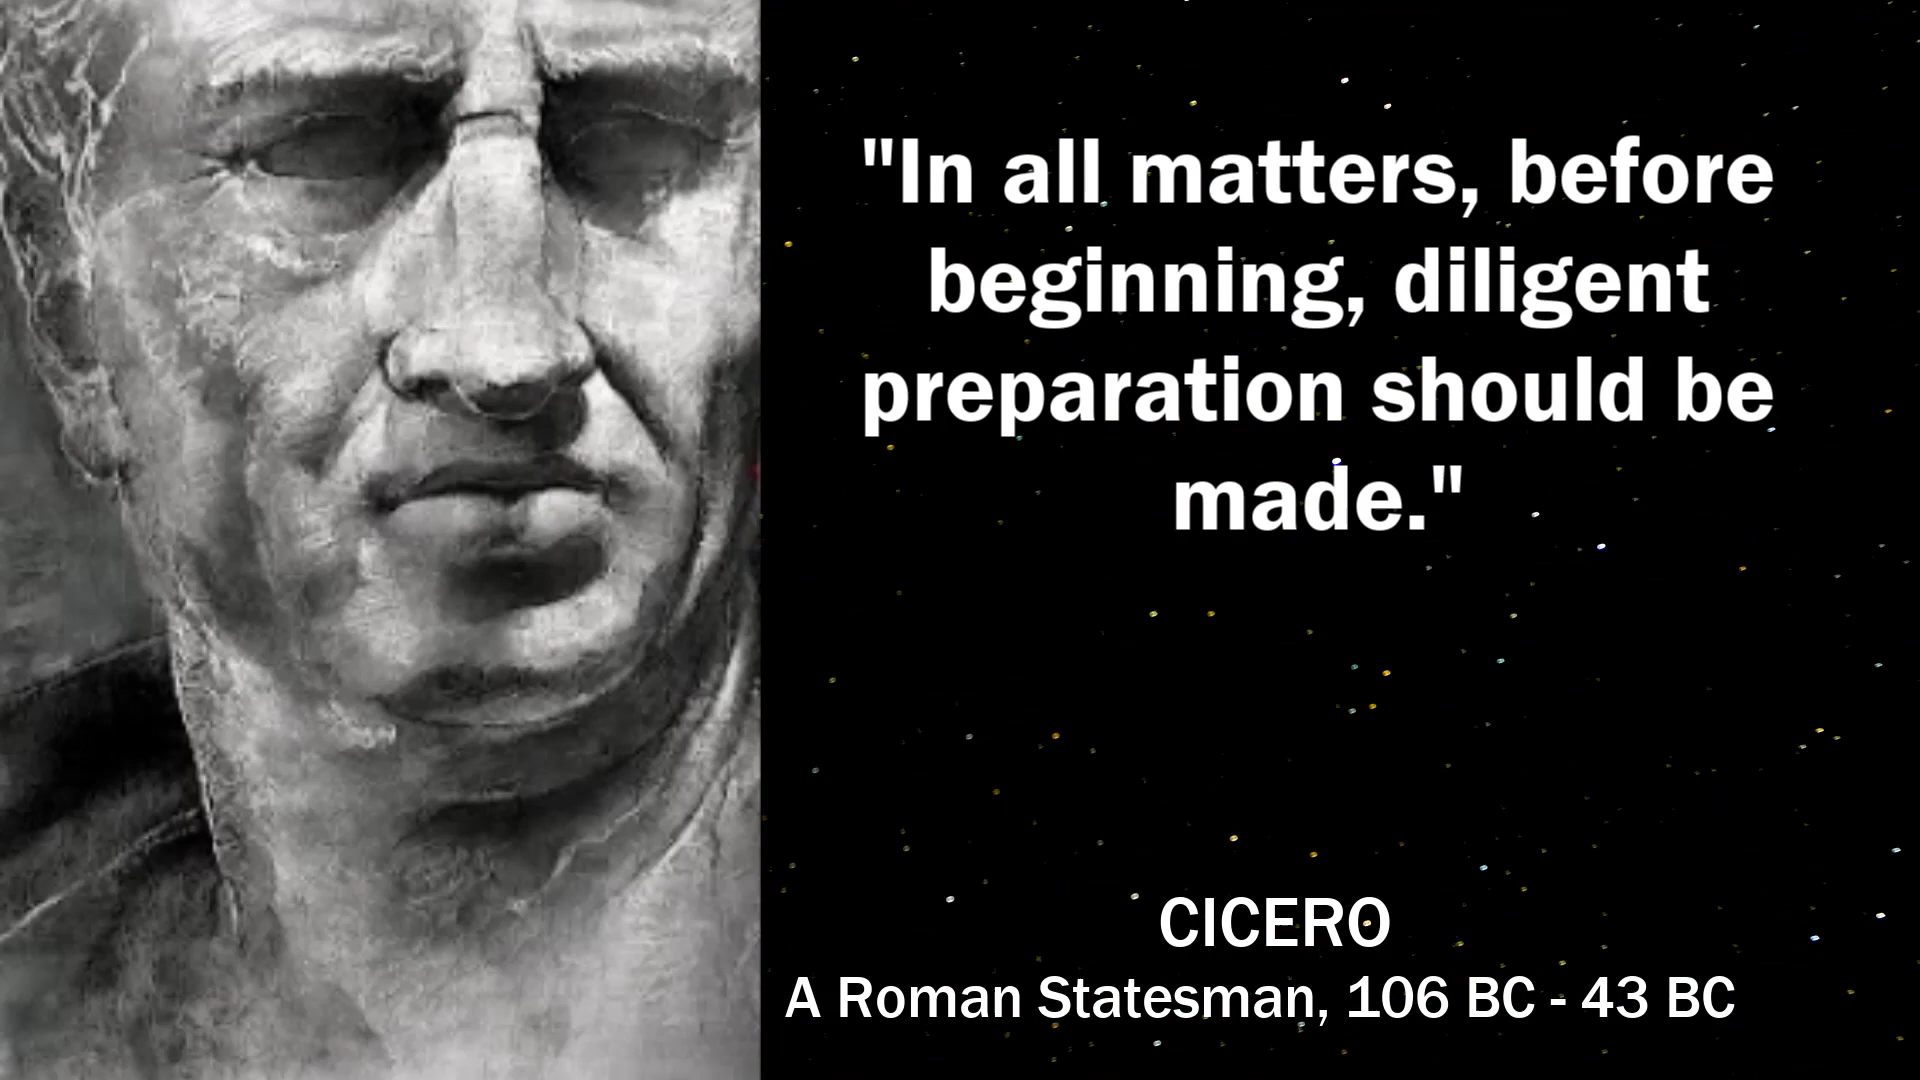 "In all matters, before
beginning, diligent
preparation should be
made."
CICERO
A Roman Statesman, 106 BC - 43 BC